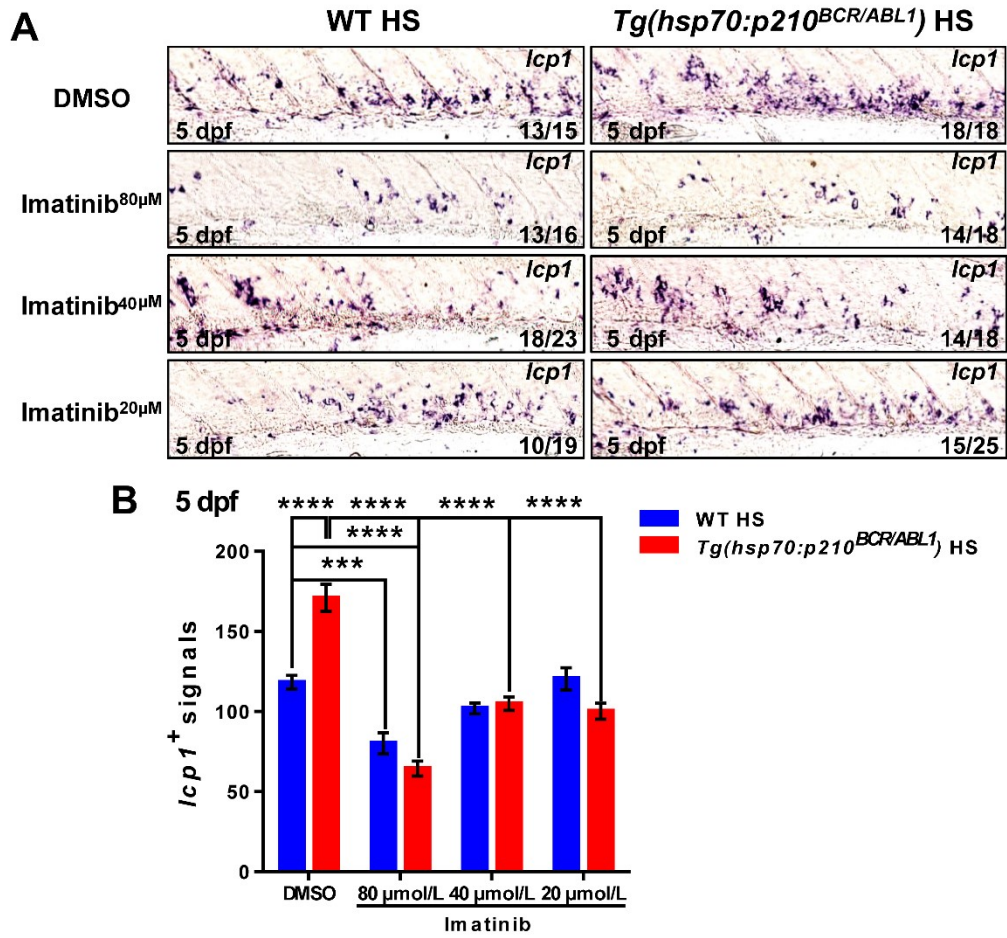 A
WT HS
Tg(hsp70:p210BCR/ABL1) HS
DMSO
lcp1
5 dpf
13/15
lcp1
5 dpf
18/18
Imatinib80μM
lcp1
5 dpf
13/16
lcp1
5 dpf
14/18
Imatinib40μM
lcp1
5 dpf
18/23
lcp1
5 dpf
14/18
Imatinib20μM
lcp1
5 dpf
10/19
lcp1
5 dpf
15/25
B
5 dpf
**** **** **** ****
****
***
WT HS
Tg(hsp70:p210BCR/ABL1) HS
lcp1+ signals
200
150
100
50
0
DMSO 80 μmol/L 40 μmol/L 20 μmol/L
Imatinib